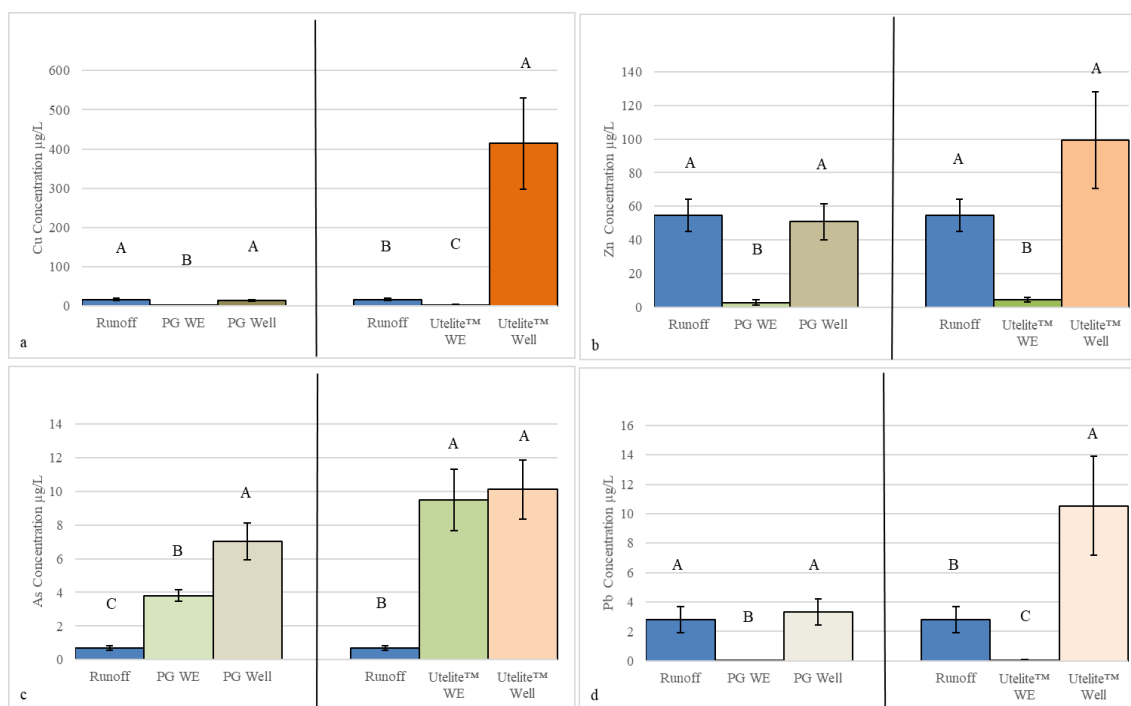 Cu Concentration µg/L
600
500
400
300
200
100
0
A
B
A
B
C
A
Runoff
PG WE
PG Well
Runoff
Utelite™
WE
Utelite™
Well
a
Zn Concentration µg/L
140
120
100
80
60
40
20
0
A
B
A
A
B
A
Runoff
PG WE
PG Well
Runoff
Utelite™
WE
Utelite™
Well
b
As Concentration µg/L
14
12
10
8
6
4
2
0
C
B
A
B
A
A
Runoff
PG WE
PG Well
Runoff
Utelite™
WE
Utelite™
Well
c
Pb Concentration µg/L
16
14
12
10
8
6
4
2
0
A
B
A
B
C
A
Runoff
PG WE
PG Well
Runoff
Utelite™
WE
Utelite™
Well
d